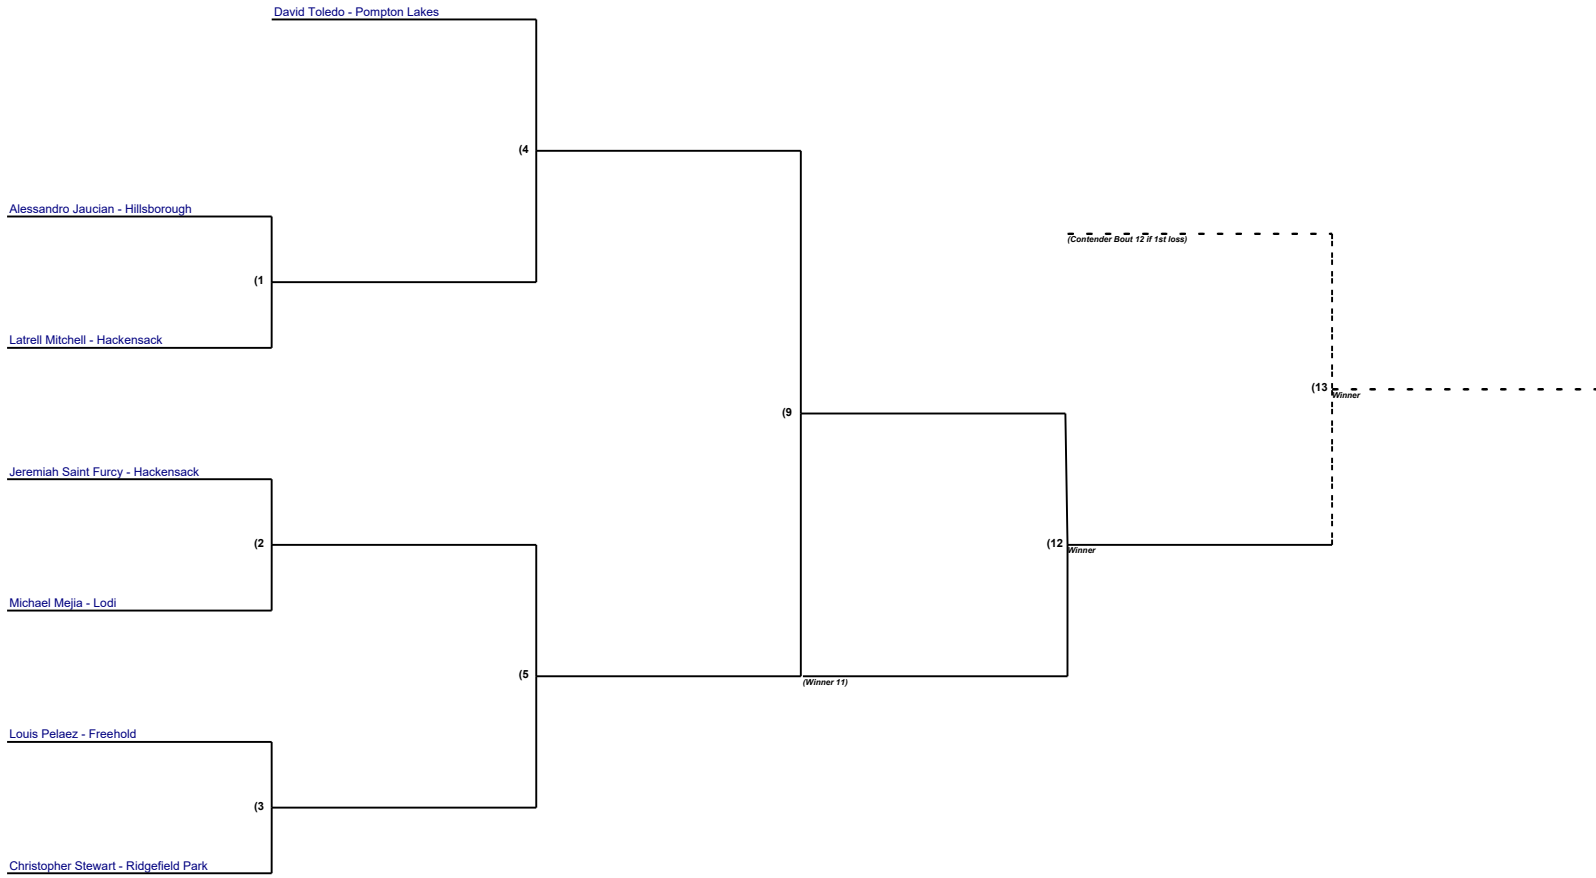 David Toledo - Pompton Lakes
(4
Alessandro Jaucian - Hillsborough
(Contender Bout 12 if 1st loss)
(1
Latrell Mitchell - Hackensack
(13
Winner
(9
Jeremiah Saint Furcy - Hackensack
(2
(12
Winner
Michael Mejia - Lodi
(5
(Winner 11)
Louis Pelaez - Freehold
(3
Christopher Stewart - Ridgefield Park